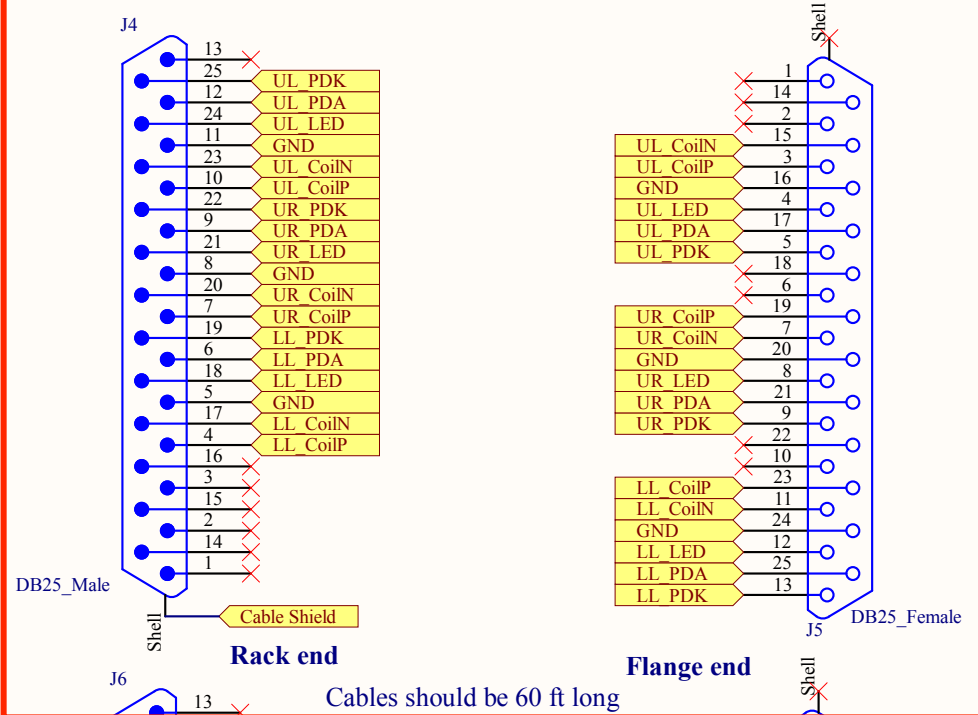 J4
13
25 UL_PDK
12 UL_PDA
24 UL_LED
11 GND
23 UL_CoilN
10 UL_CoilP
22 UR_PDK
9 UR_PDA
21 UR_LED
8 GND
20 UR_CoilN
7 UR_CoilP
19 LL_PDK
6 LL_PDA
18 LL_LED
5 GND
17 LL_CoilN
4 LL_CoilP
16
3
15
2
14
1
DB25_Male
Shell
Cable Shield
Rack end
Shell
1
14
2
UL_CoilN 15
UL_CoilP 3
GND 16
UL_LED 4
UL_PDA 17
UL_PDK 5
18
6
UR_CoilP 19
UR_CoilN 7
GND 20
UR_LED 8
UR_PDA 21
UR_PDK 9
22
10
LL_CoilP 23
LL_CoilN 11
GND 24
LL_LED 12
LL_PDA 25
LL_PDK 13
J5
DB25_Female
Flange end
Cables should be 60 ft long
J6
13
Shell